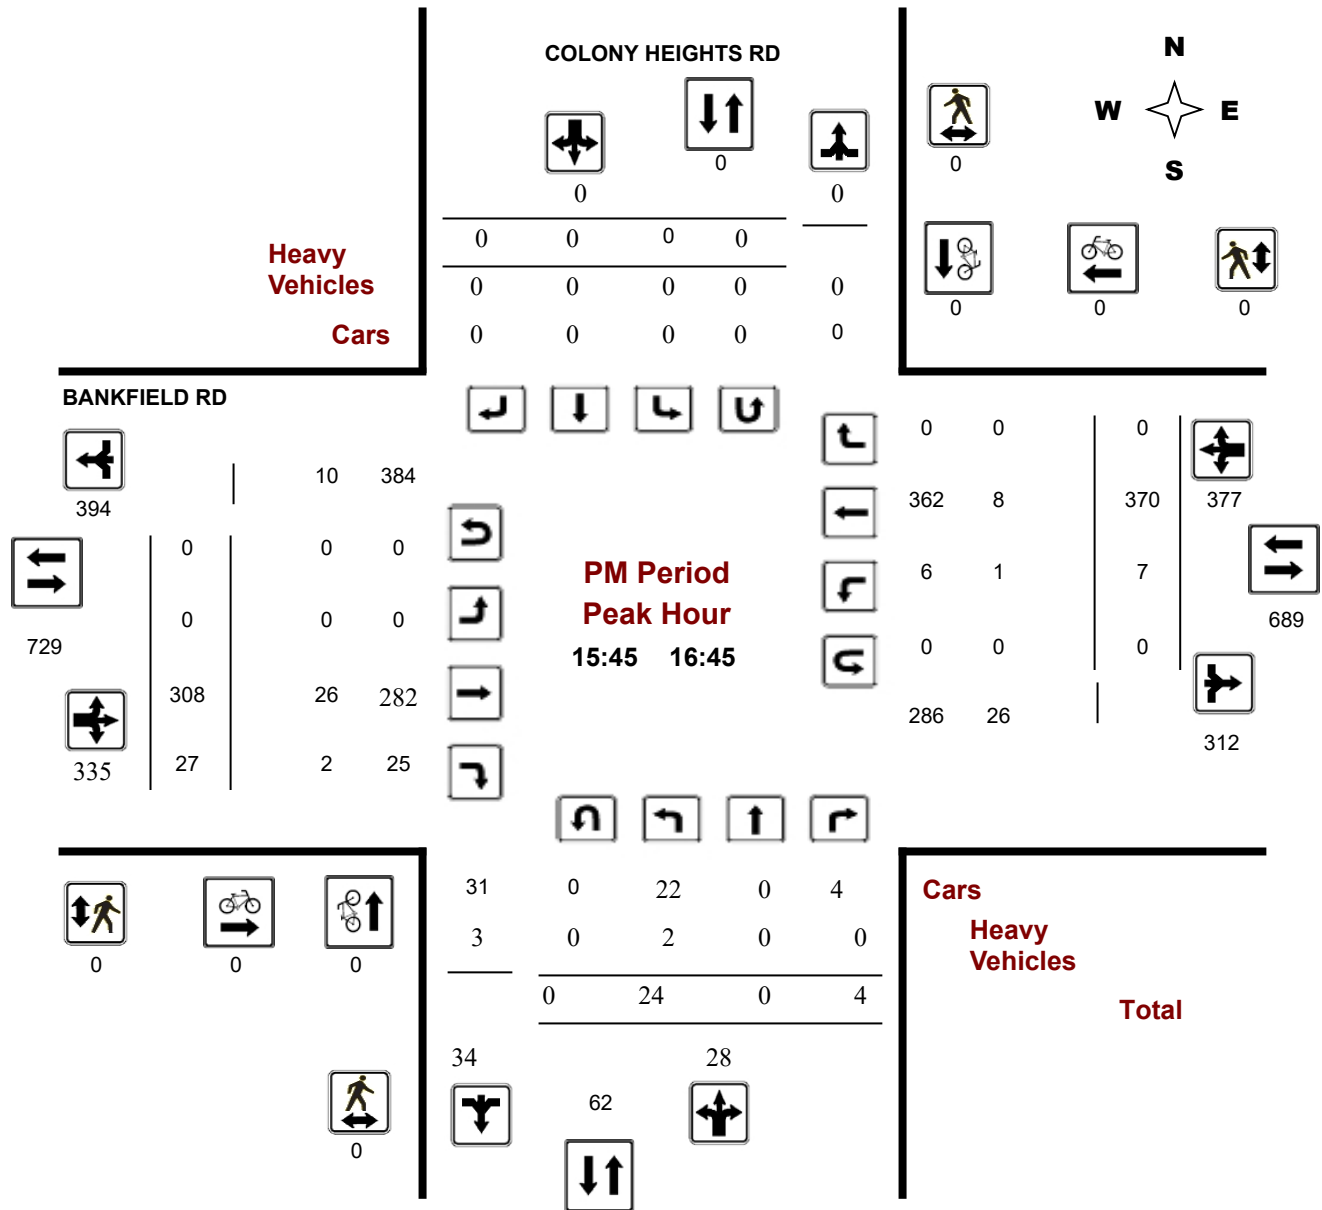 COLONY HEIGHTS RD
N
W E
S
0
0
0
0 0
0 0 0 0
Heavy
Vehicles
0 0 0 0 0
0 0 0
Cars
0 0 0 0 0
BANKFIELD RD
0 0 0
10 384
394
362 8 370 377
0 0 0
PM Period
Peak Hour
6 1 7
0 0 0
729
689
15:45 16:45
0 0 0
308 26 282
286 26
312
335 27 2 25
31 0 22 0 4
Cars
3 0 2 0 0
Heavy
Vehicles
0 0 0
0 24 0 4
Total
34 28
62
0